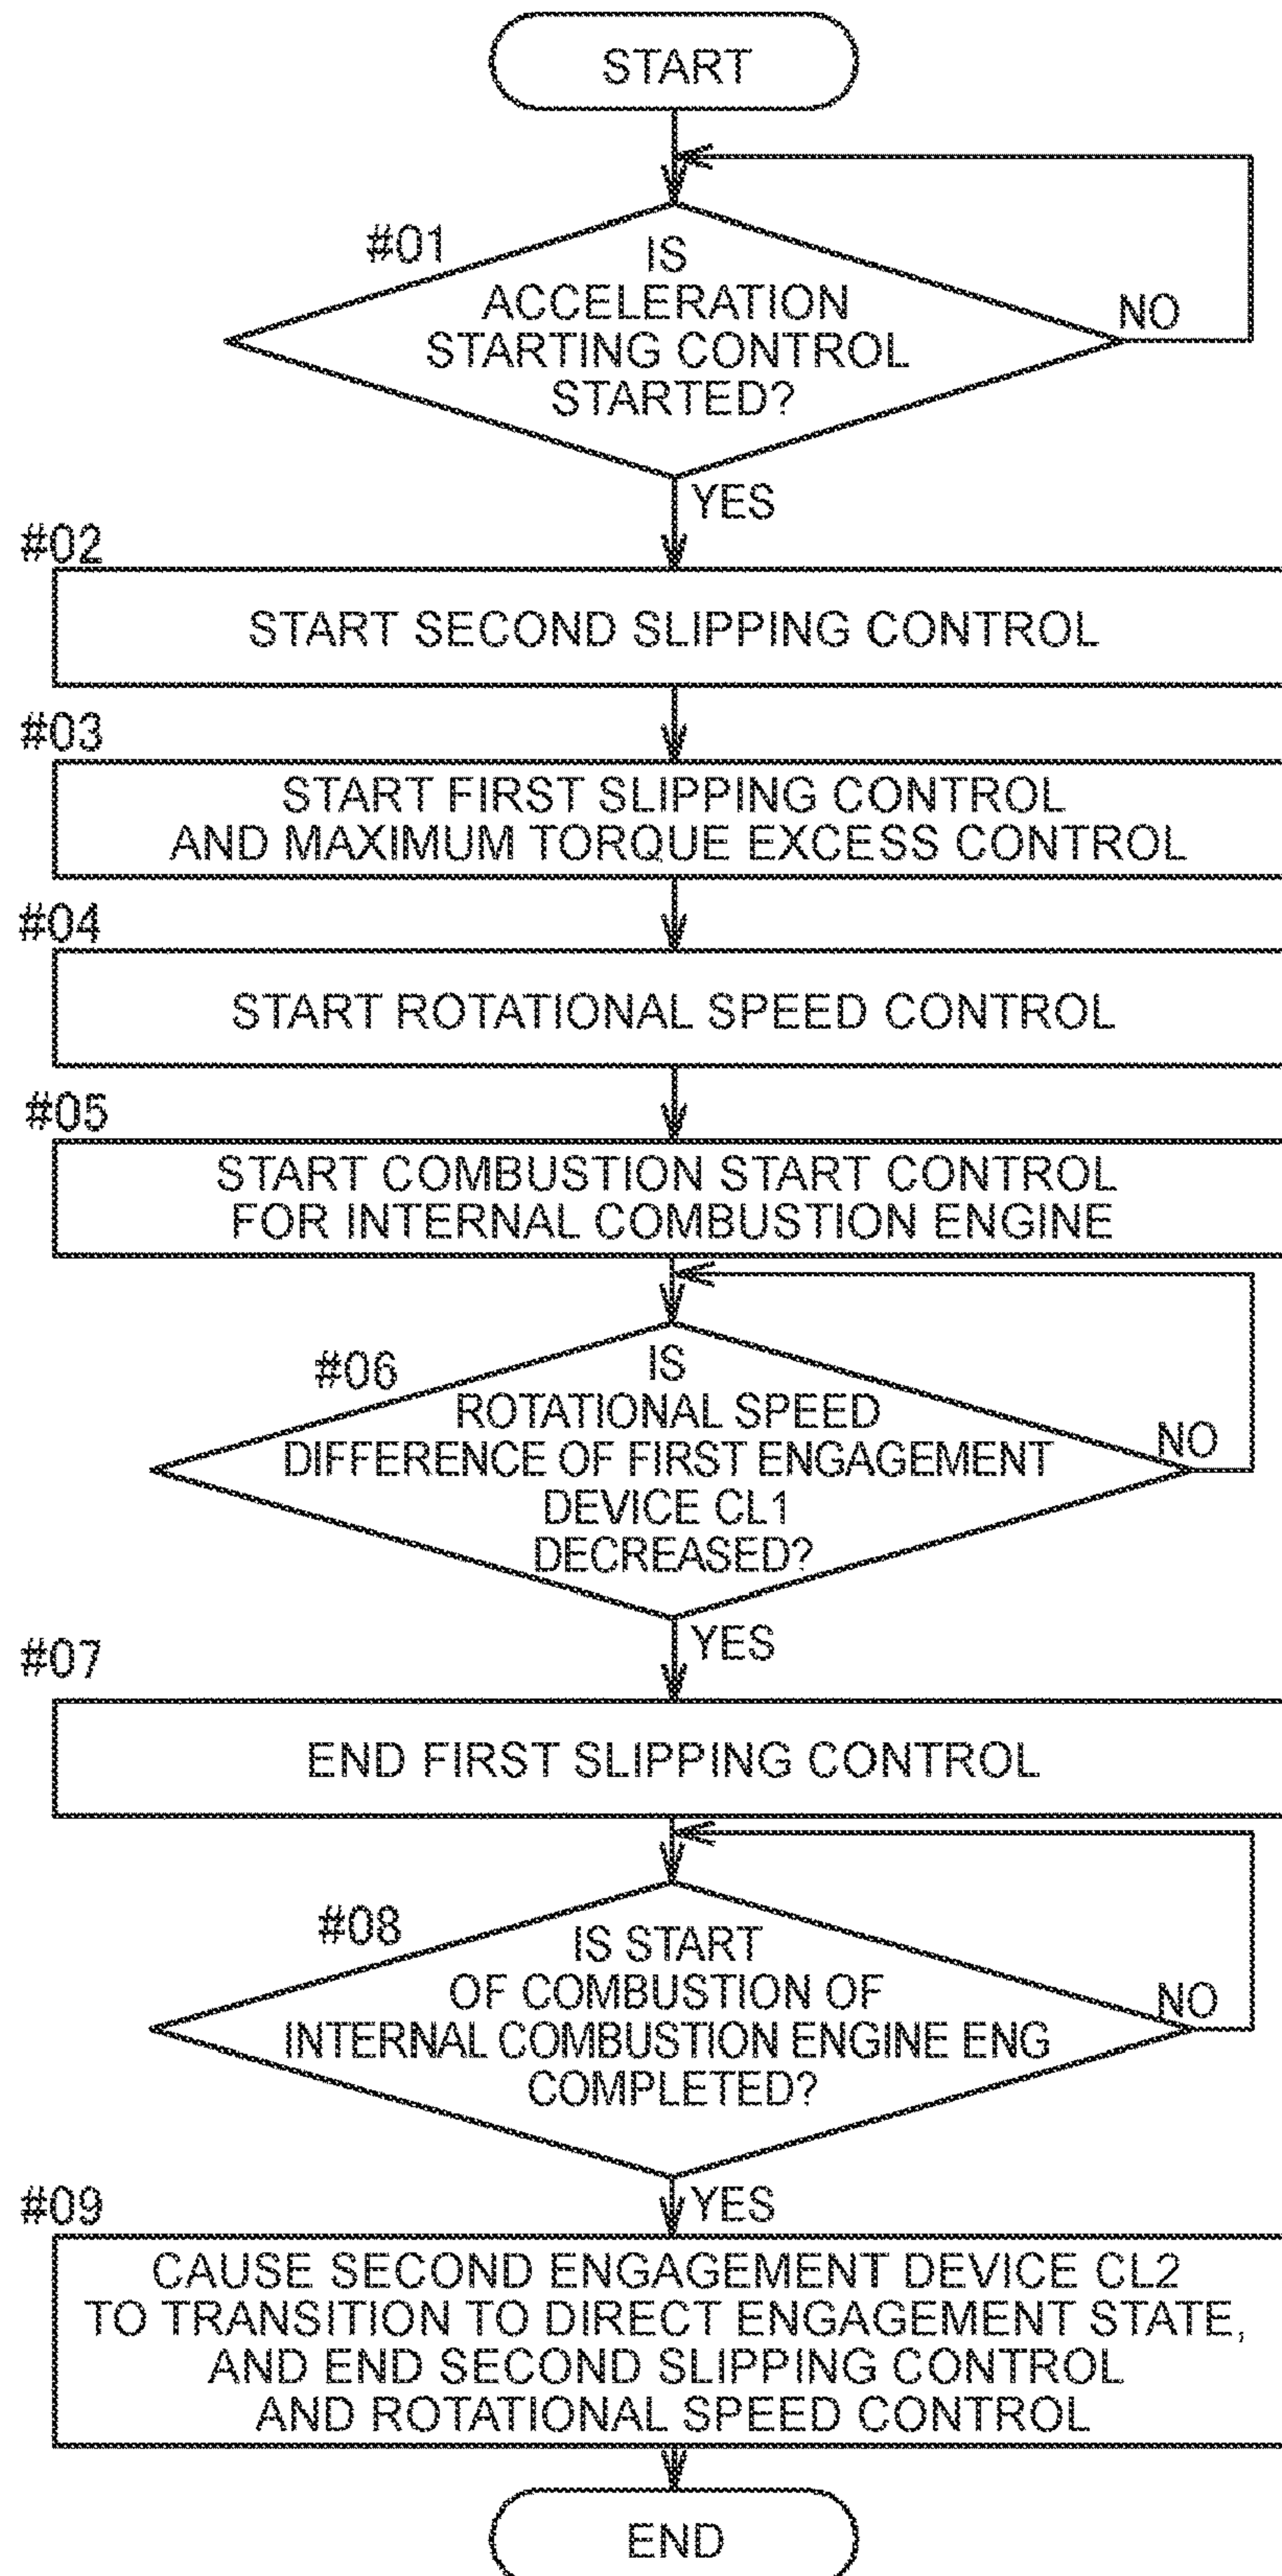 START
#01
IS
ACCELERATION
STARTING CONTROL
STARTED?
NO
YES
#02
START SECOND SLIPPING CONTROL
#03
START FIRST SLIPPING CONTROL
AND MAXIMUM TORQUE EXCESS CONTROL
#04
START ROTATIONAL SPEED CONTROL
#05
START COMBUSTION START CONTROL
FOR INTERNAL COMBUSTION ENGINE
#06
IS
ROTATIONAL SPEED
DIFFERENCE OF FIRST ENGAGEMENT
DEVICE CL1
DECREASED?
NO
YES
#07
END FIRST SLIPPING CONTROL
#08
IS START
OF COMBUSTION OF
INTERNAL COMBUSTION ENGINE ENG
COMPLETED?
NO
YES
#09
CAUSE SECOND ENGAGEMENT DEVICE CL2
TO TRANSITION TO DIRECT ENGAGEMENT STATE,
AND END SECOND SLIPPING CONTROL
AND ROTATIONAL SPEED CONTROL
END